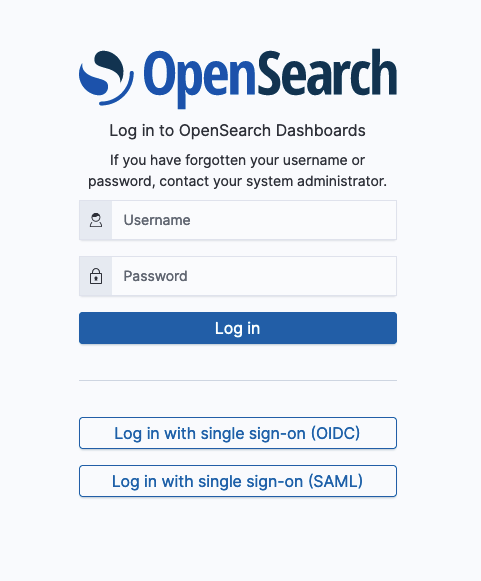 OpenSearch
Log in to OpenSearch Dashboards
If you have forgotten your username or
password, contact your system administrator.
Username
Password
Log in
Log in with single sign-on (OIDC)
Log in with single sign-on (SAML)